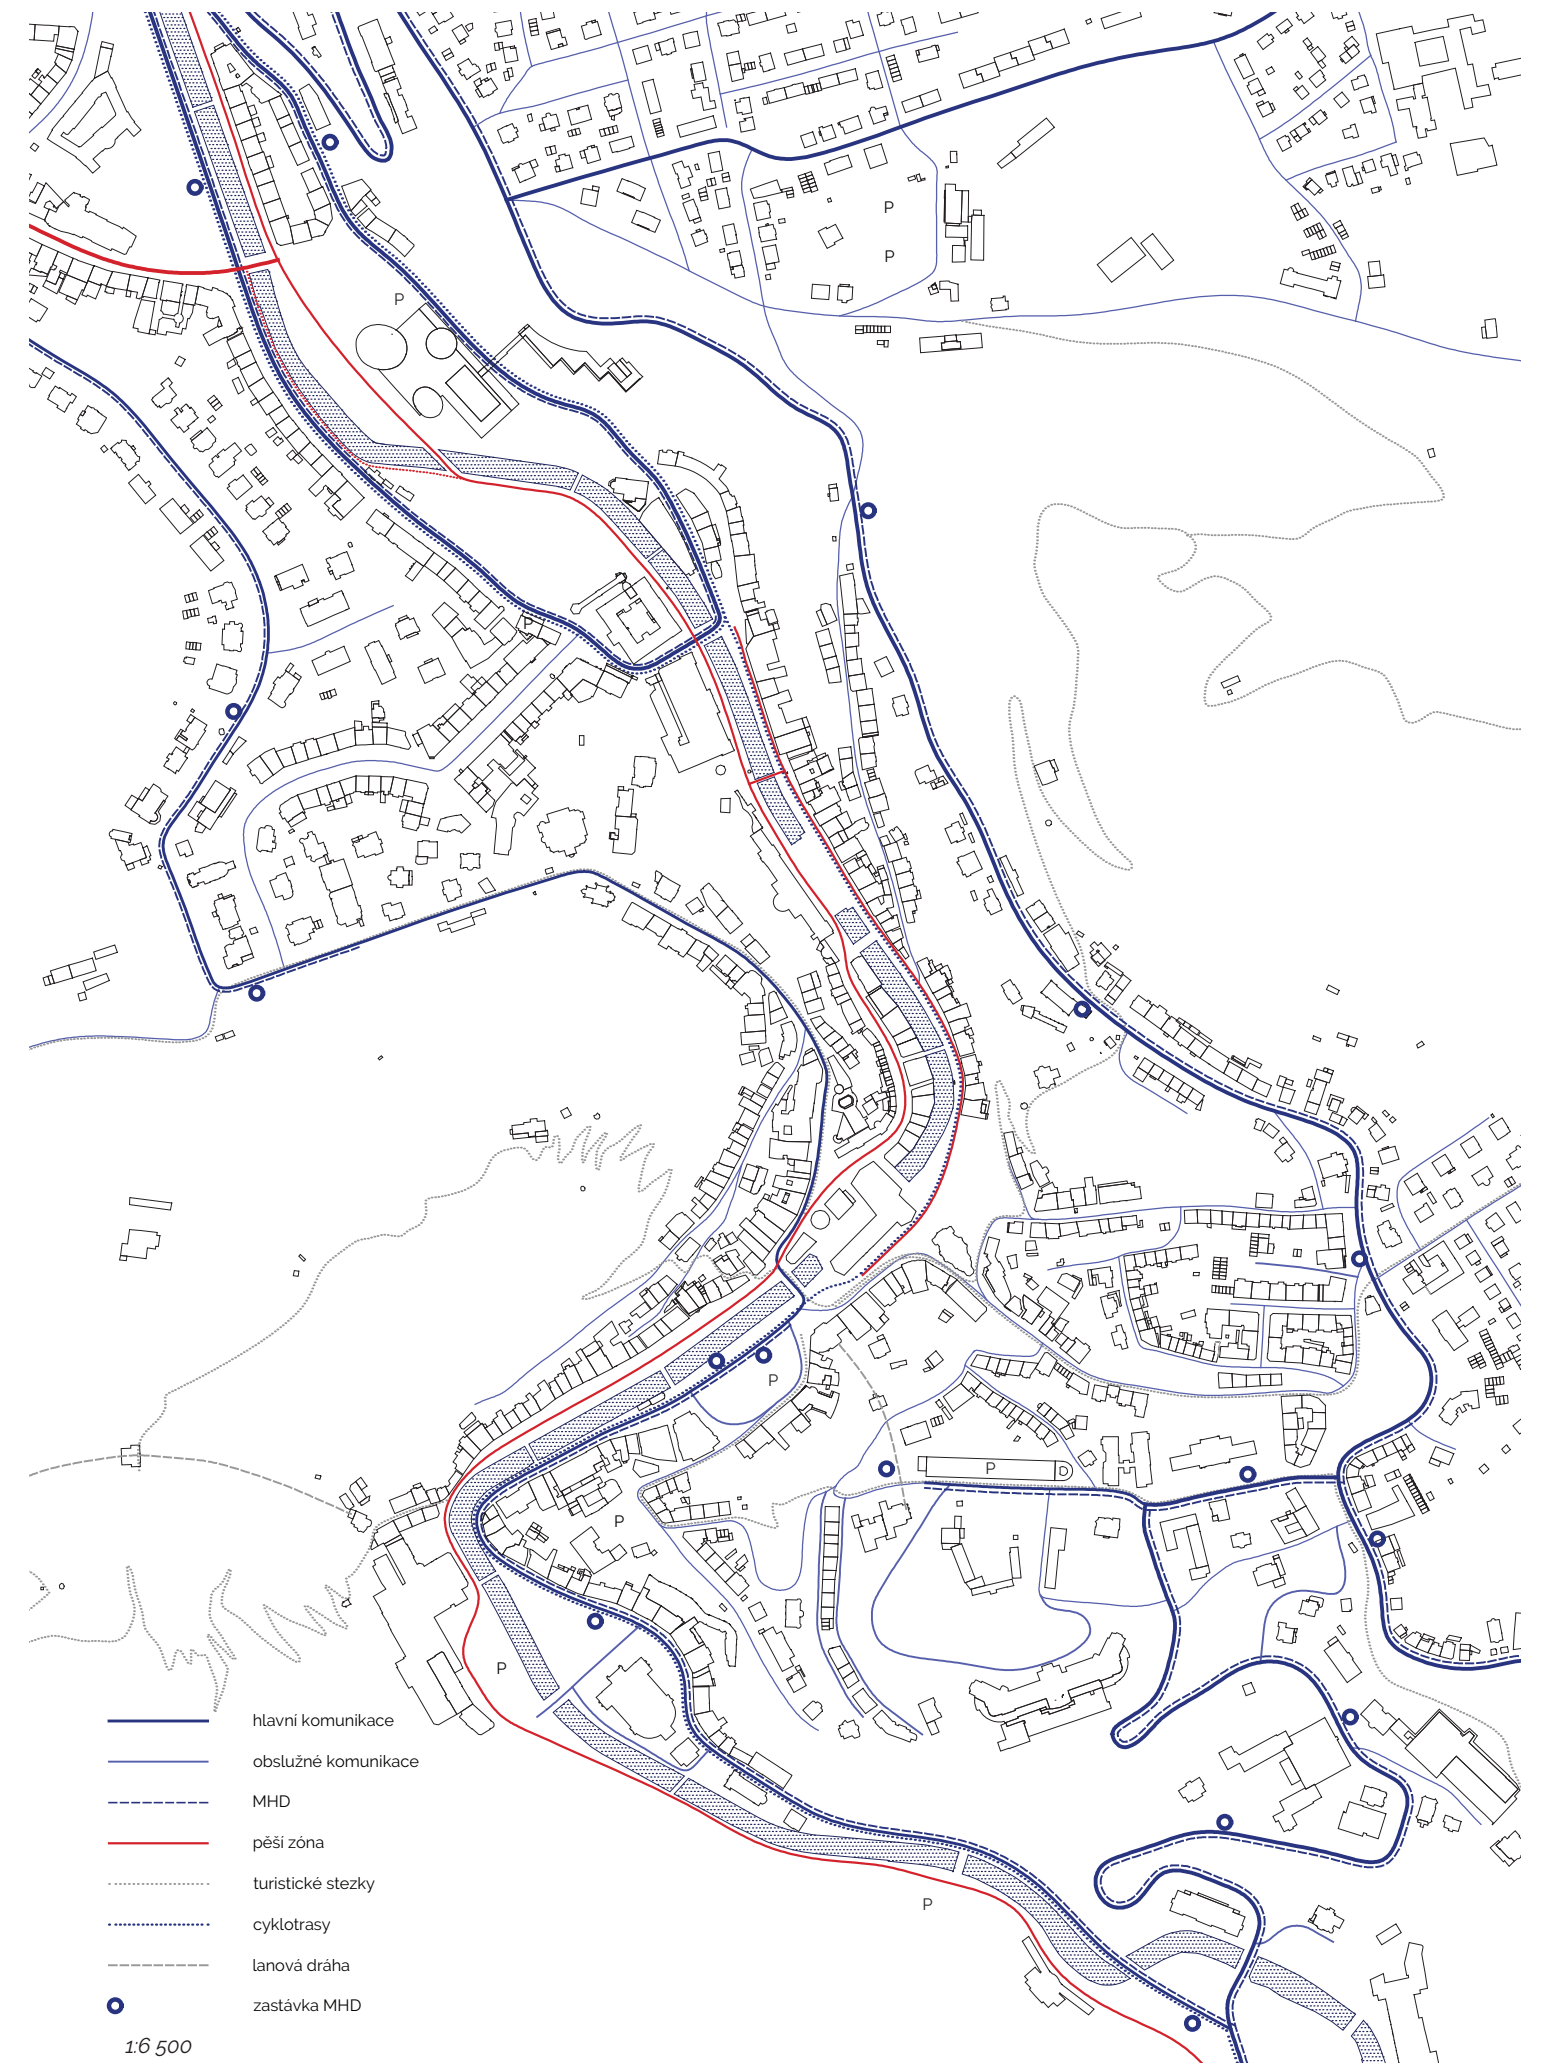 P
P
P
P
P
P
P
P
P
hlavní komunikace
obslužné komunikace
MHD
pěší zóna
turistické stezky
cyklotrasy
P
lanová dráha
zastávka MHD
1:6 500